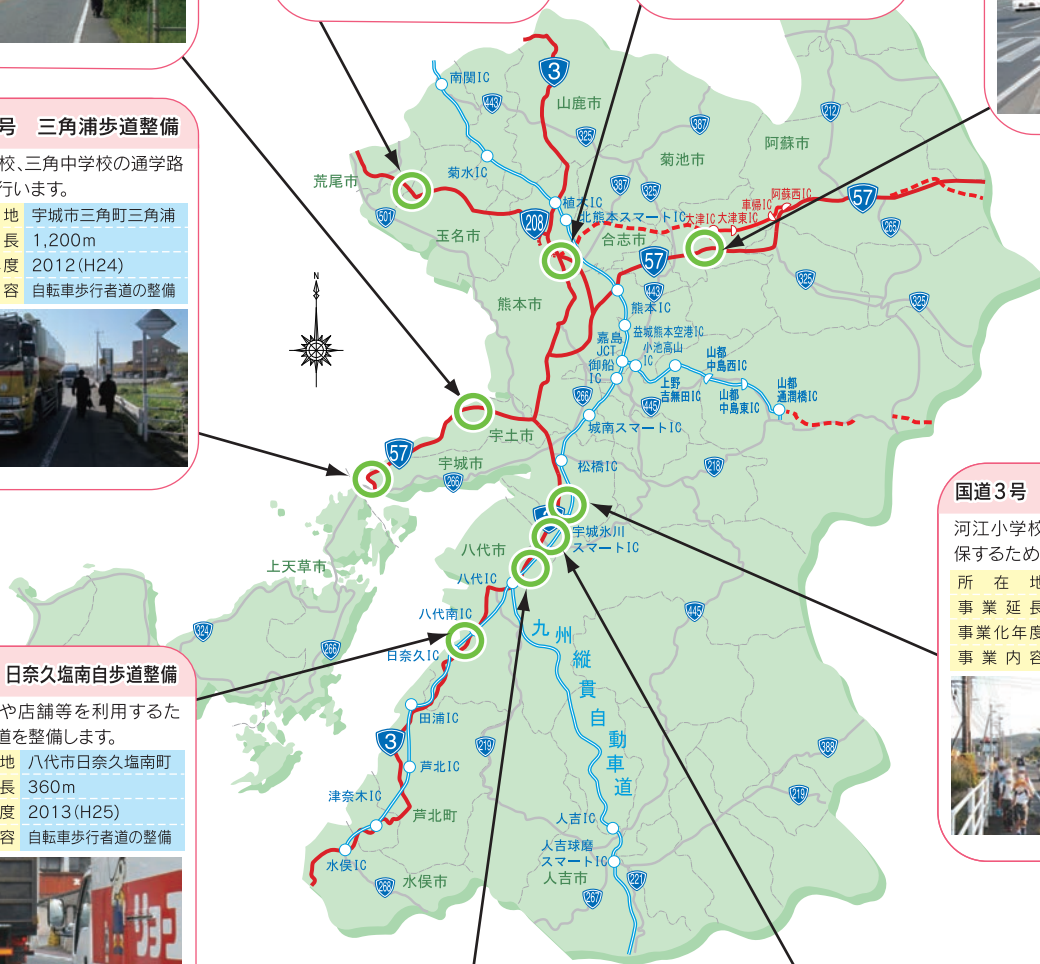 号 三角浦歩道整備
校、三角中学校の通学路
行います。
地 宇城市三角町三角浦
長 1,200m
度 2012(H24)
容 自転車歩行者道の整備
日奈久塩南自歩道整備
や店舗等を利用するた
道を整備します。
地 八代市日奈久塩南町
長 360m
度 2013(H25)
容 自転車歩行者道の整備
リョーコ
国道3号
河江小学校
保するため
所在地
事業延長
事業化年度
事業内容
N
南関IC
3
443
山鹿市
325
387
212
阿蘇市
菊池市
菊水IC
荒尾市
387
325
阿蘇西IC
57
植木IC
車帰IC
501
208
北熊本スマートIC
大津IC
大津東IC
265
玉名市
合志市
57
325
443
325
熊本市
熊本IC
嘉島
JCT
益城熊本空港IC
小池高山
IC
御船
IC
山都
中島西IC
上野
吉無田IC
山都
中島東IC
山都
通潤橋IC
266
445
城南スマートIC
宇土市
57
宇城市
266
松橋IC
218
宇城氷川
スマートIC
八代市
上天草市
八代IC
324
266
八代南IC
445
日奈久IC
九州縦貫自動車道
田浦IC
3
219
388
芦北IC
219
津奈木IC
芦北町
人吉IC
水俣IC
人吉球磨
スマートIC
268
水俣市
人吉市
221
267